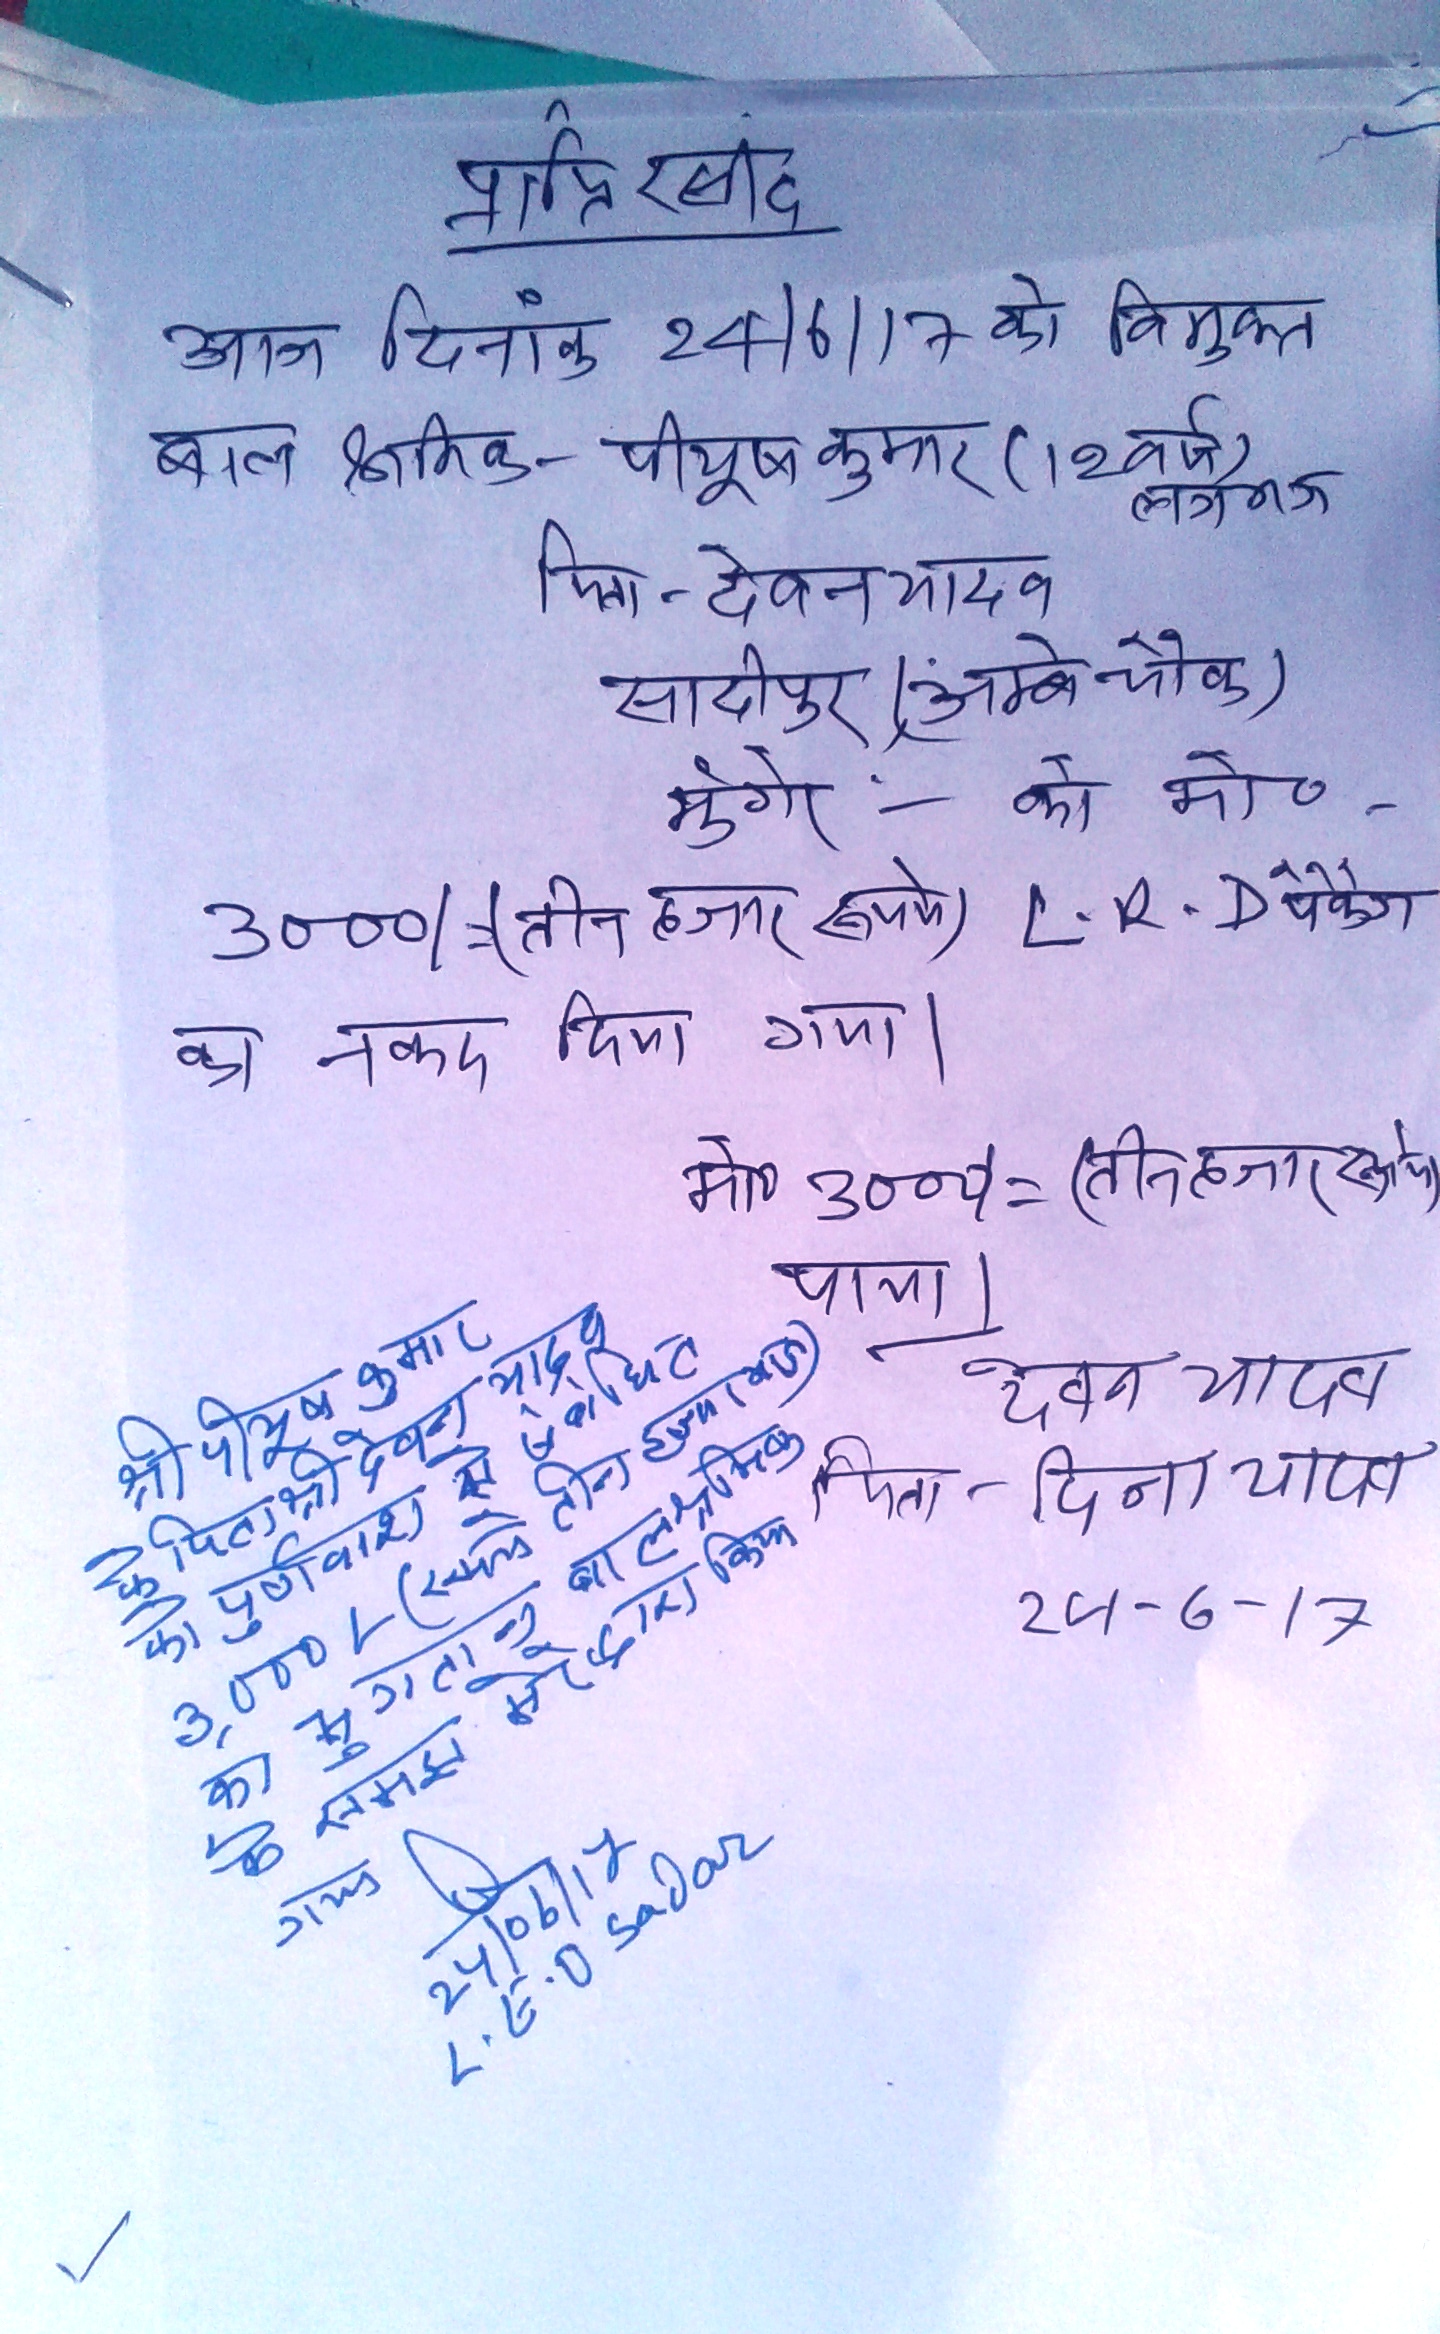 प्राप्ति रसीद
आज दिनांक 24/6/17 को विमुक्त
बाल श्रमिक - पीयूष कुमार (12 वर्ष)
लगभग
पिता - देवन यादव
सादीपुर (अम्बे चौक)
मुंगेर :- को मो० -
3000/= (तीन हजार रूपये) L.R.D पैकेज
का नकद दिया गया।
मो० 3000/= (तीन हजार रूपये)
पाया।
देवन यादव
पिता - दिना यादव
24-6-17
श्री पीयूष कुमार
के पिता श्री देवन यादव
को पुर्णवास से संबंधित
3,000/- (रूपये तीन हजार मात्र)
का भुगतान बाल श्रमिक
के समक्ष मेरे द्वारा किया
गया
24/06/17
L.E.O Sadar